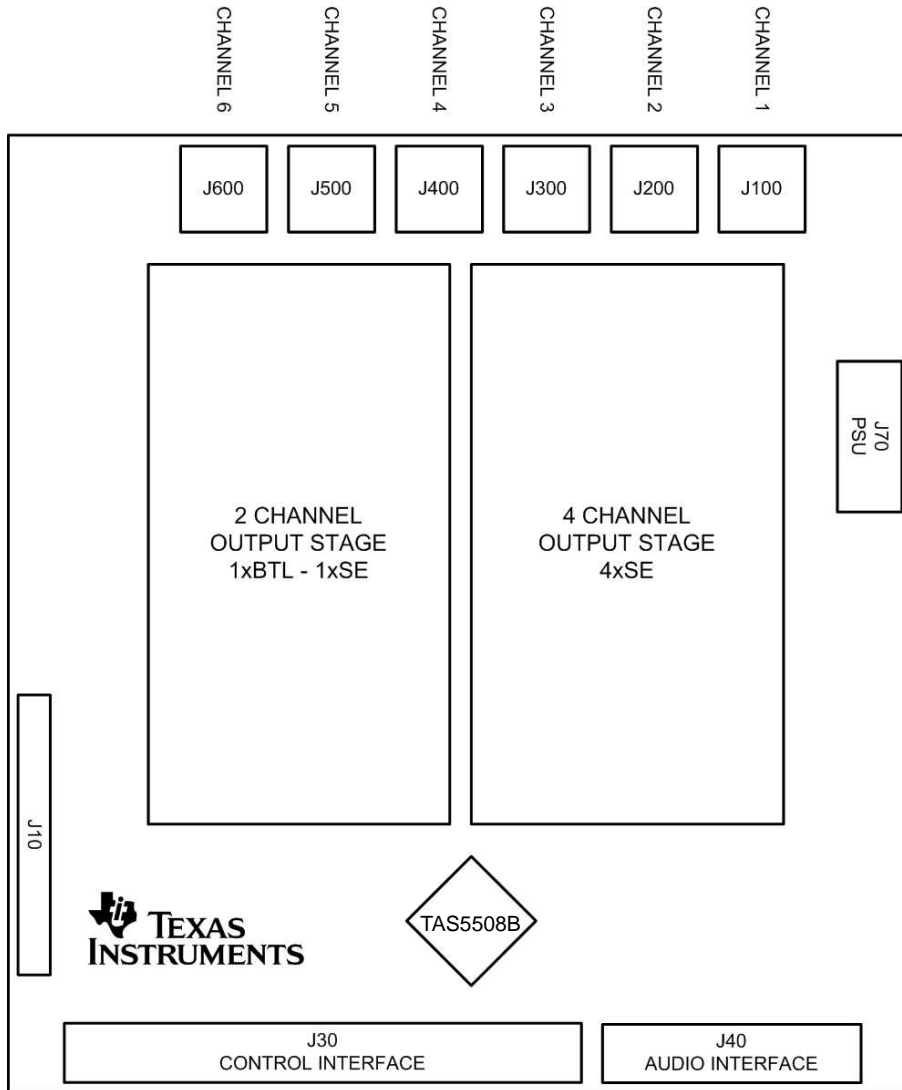 CHANNEL 6
CHANNEL 5
CHANNEL 4
CHANNEL 3
CHANNEL 2
CHANNEL 1
J600
J500
J400
J300
J200
J100
J70
PSU
2 CHANNEL
OUTPUT STAGE
1xBTL - 1xSE
4 CHANNEL
OUTPUT STAGE
4xSE
J10
TEXAS
INSTRUMENTS
TAS5508B
J30
CONTROL INTERFACE
J40
AUDIO INTERFACE